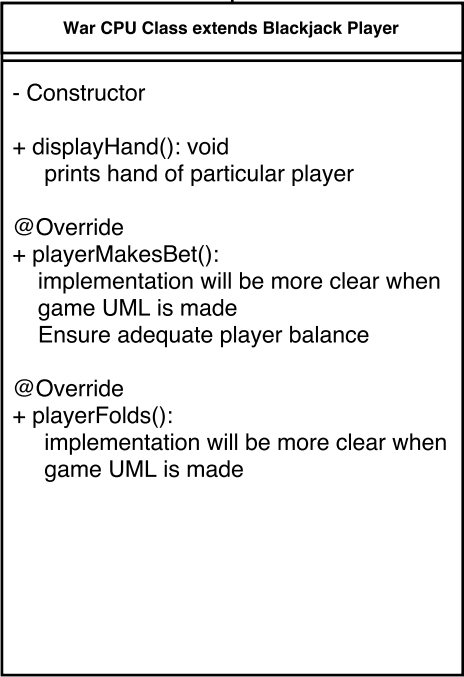 War CPU Class extends Blackjack Player
- Constructor
+ displayHand(): void
prints hand of particular player
@Override
+ playerMakesBet():
implementation will be more clear when
game UML is made
Ensure adequate player balance
@Override
+ playerFolds():
implementation will be more clear when
game UML is made